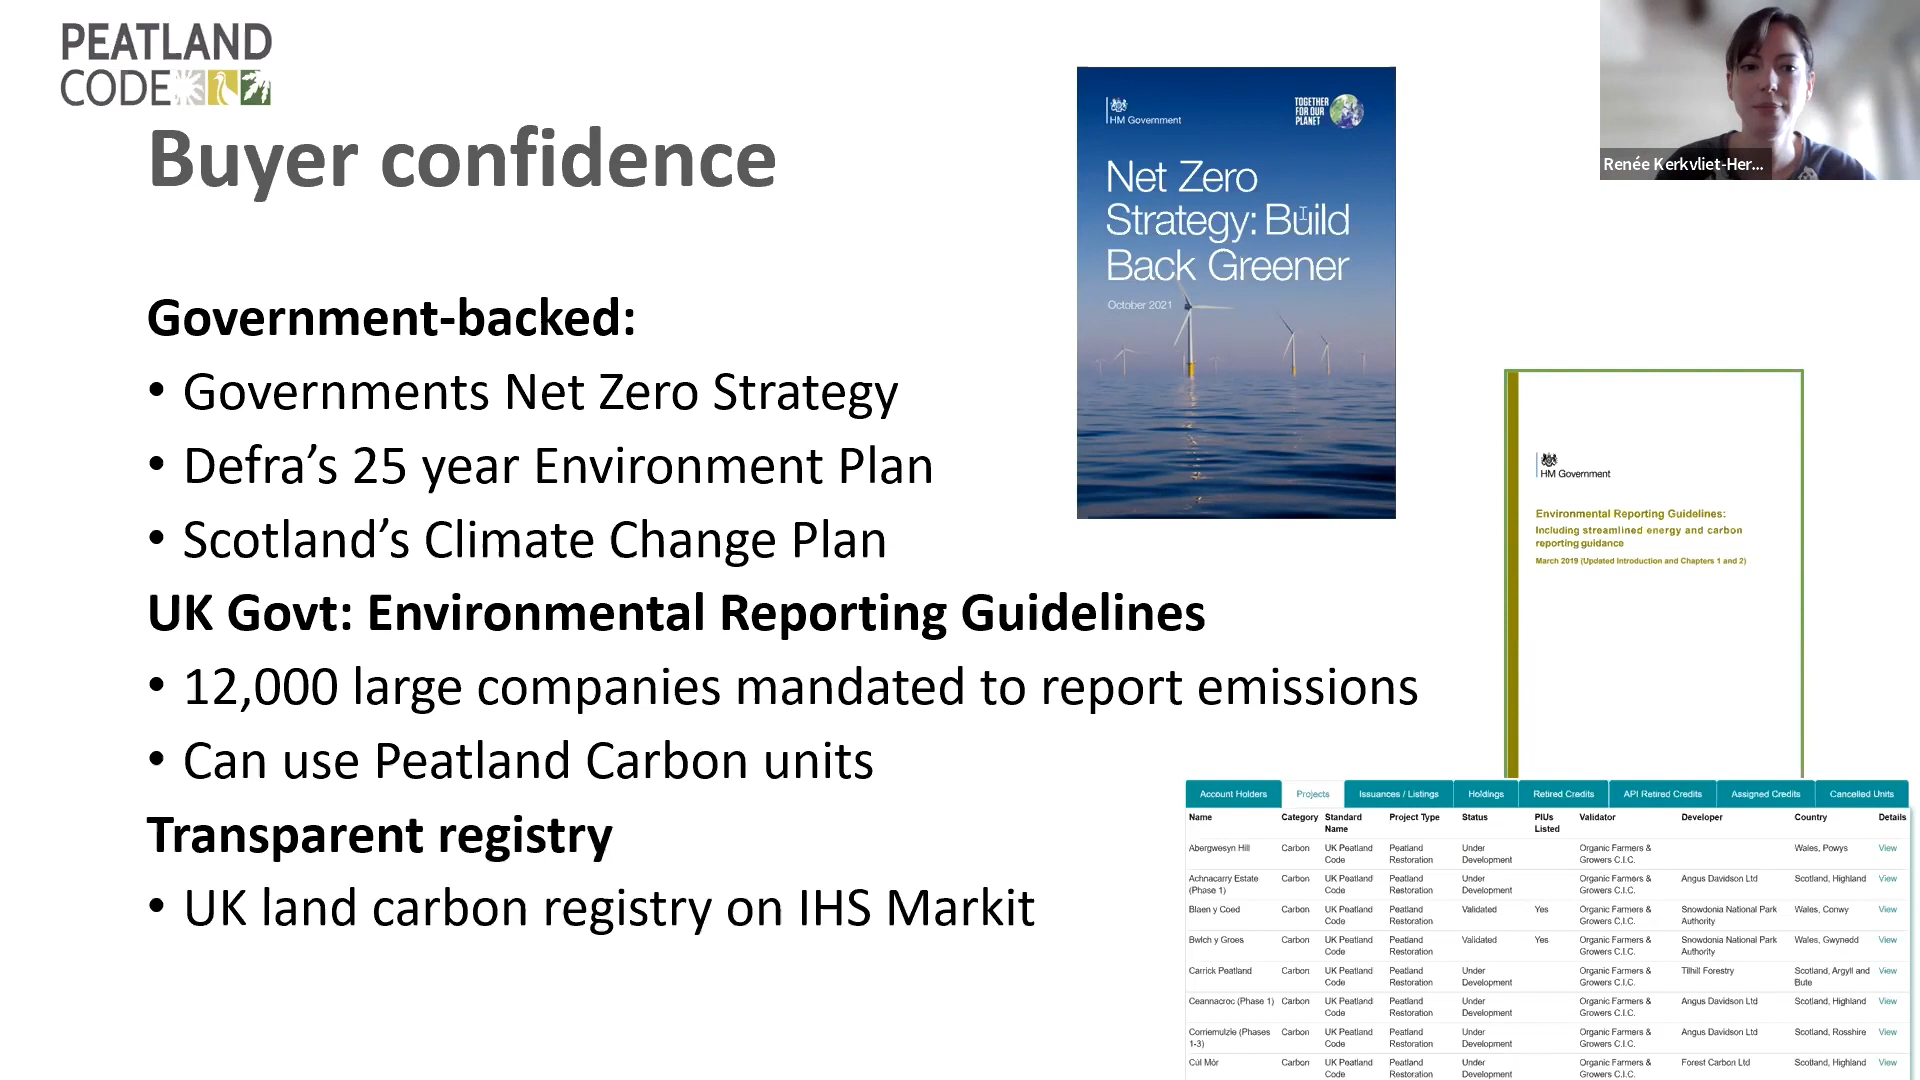 PEATLAND
CODE
Buyer confidence
Government-backed:
• Governments Net Zero Strategy
• Defra’s 25 year Environment Plan
• Scotland’s Climate Change Plan
UK Govt: Environmental Reporting Guidelines
• 12,000 large companies mandated to report emissions
• Can use Peatland Carbon units
Transparent registry
• UK land carbon registry on IHS Markit
HM Government
TOGETHER
FOR OUR
PLANET
Net Zero
Strategy: Build
Back Greener
October 2021
Renée Kerkvliet-Her...
HM Government
Environmental Reporting Guidelines:
Including streamlined energy and carbon
reporting guidance
March 2019 (Updated Introduction and Chapters 1 and 2)
Account Holders Projects Issuances / Listings Holdings Retired Credits API Retired Credits Assigned Credits Cancelled Units
Name Category Standard Project Type Status PIUs Validator Developer Country Details
Name Listed
Abergwesyn Hill Carbon UK Peatland Peatland Under Organic Farmers & Wales, Powys View
Code Restoration Development Growers C.I.C.
Achnacarry Estate Carbon UK Peatland Peatland Under Organic Farmers & Angus Davidson Ltd Scotland, Highland View
(Phase 1) Code Restoration Development Growers C.I.C.
Blaen y Coed Carbon UK Peatland Peatland Validated Yes Organic Farmers & Snowdonia National Park Wales, Conwy View
Code Restoration Growers C.I.C. Authority
Bwlch y Groes Carbon UK Peatland Peatland Validated Yes Organic Farmers & Snowdonia National Park Wales, Gwynedd View
Code Restoration Growers C.I.C. Authority
Carrick Peatland Carbon UK Peatland Peatland Under Organic Farmers & Tilhill Forestry Scotland, Argyll and View
Code Restoration Development Growers C.I.C. Bute
Ceannacroc (Phase 1) Carbon UK Peatland Peatland Under Organic Farmers & Angus Davidson Ltd Scotland, Highland View
Code Restoration Development Growers C.I.C.
Corriemulzie (Phases Carbon UK Peatland Peatland Under Organic Farmers & Angus Davidson Ltd Scotland, Rosshire View
1-3) Code Restoration Development Growers C.I.C.
Cùl Mòr Carbon UK Peatland Peatland Under Organic Farmers & Forest Carbon Ltd Scotland, Highland View
Code Restoration Development Growers C.I.C.